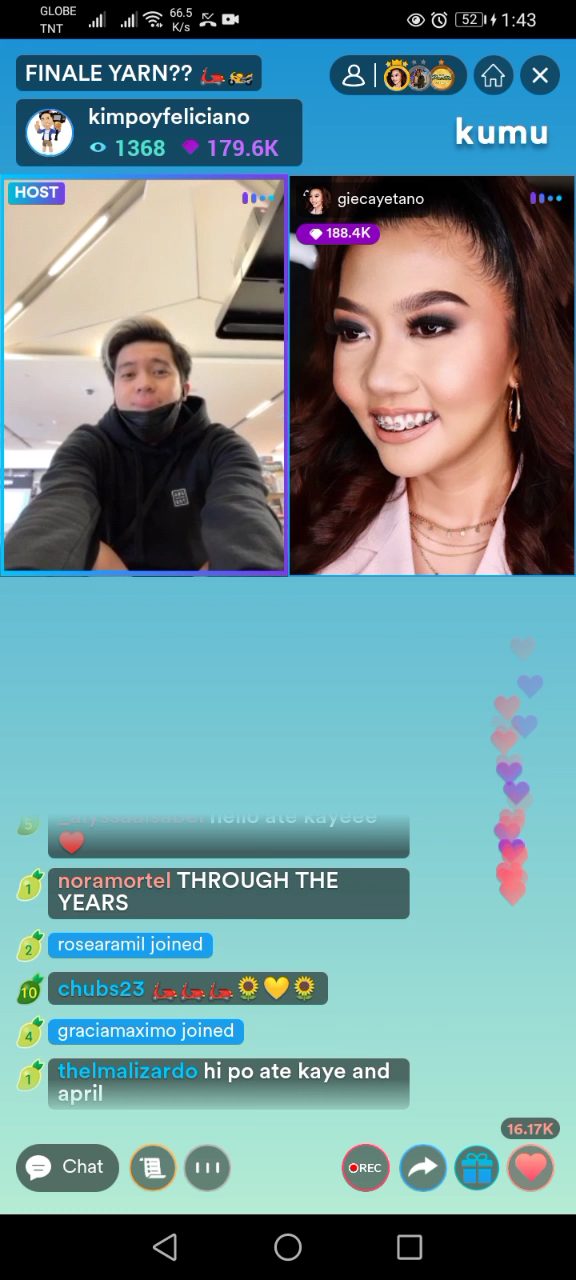 GLOBE
TNT
66.5
K/s
52
1:43
FINALE YARN??
kimpoyfeliciano
1368 179.6K
kumu
HOST
giecayetano
188.4K
5
hello ate kayeee
1 noramortel THROUGH THE
YEARS
2 rosearamil joined
10 chubs23
4 graciamaximo joined
1 thelmalizardo hi po ate kaye and
april
16.17K
Chat
REC